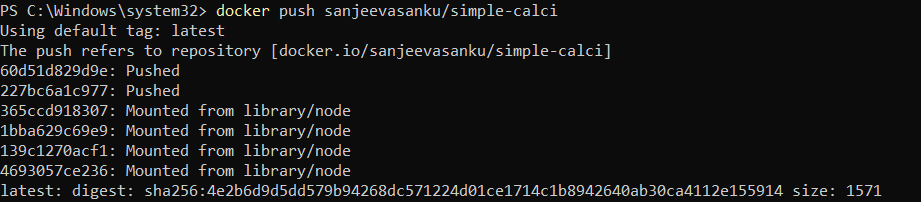 PS C:\Windows\system32> docker push sanjeevasanku/simple-calci
Using default tag: latest
The push refers to repository [docker.io/sanjeevasanku/simple-calci]
60d51d829d9e: Pushed
227bc6a1c977: Pushed
365ccd918307: Mounted from library/node
1bba629c69e9: Mounted from library/node
139c1270acf1: Mounted from library/node
4693057ce236: Mounted from library/node
latest: digest: sha256:4e2b6d9d5dd579b94268dc571224d01ce1714c1b8942640ab30ca4112e155914 size: 1571